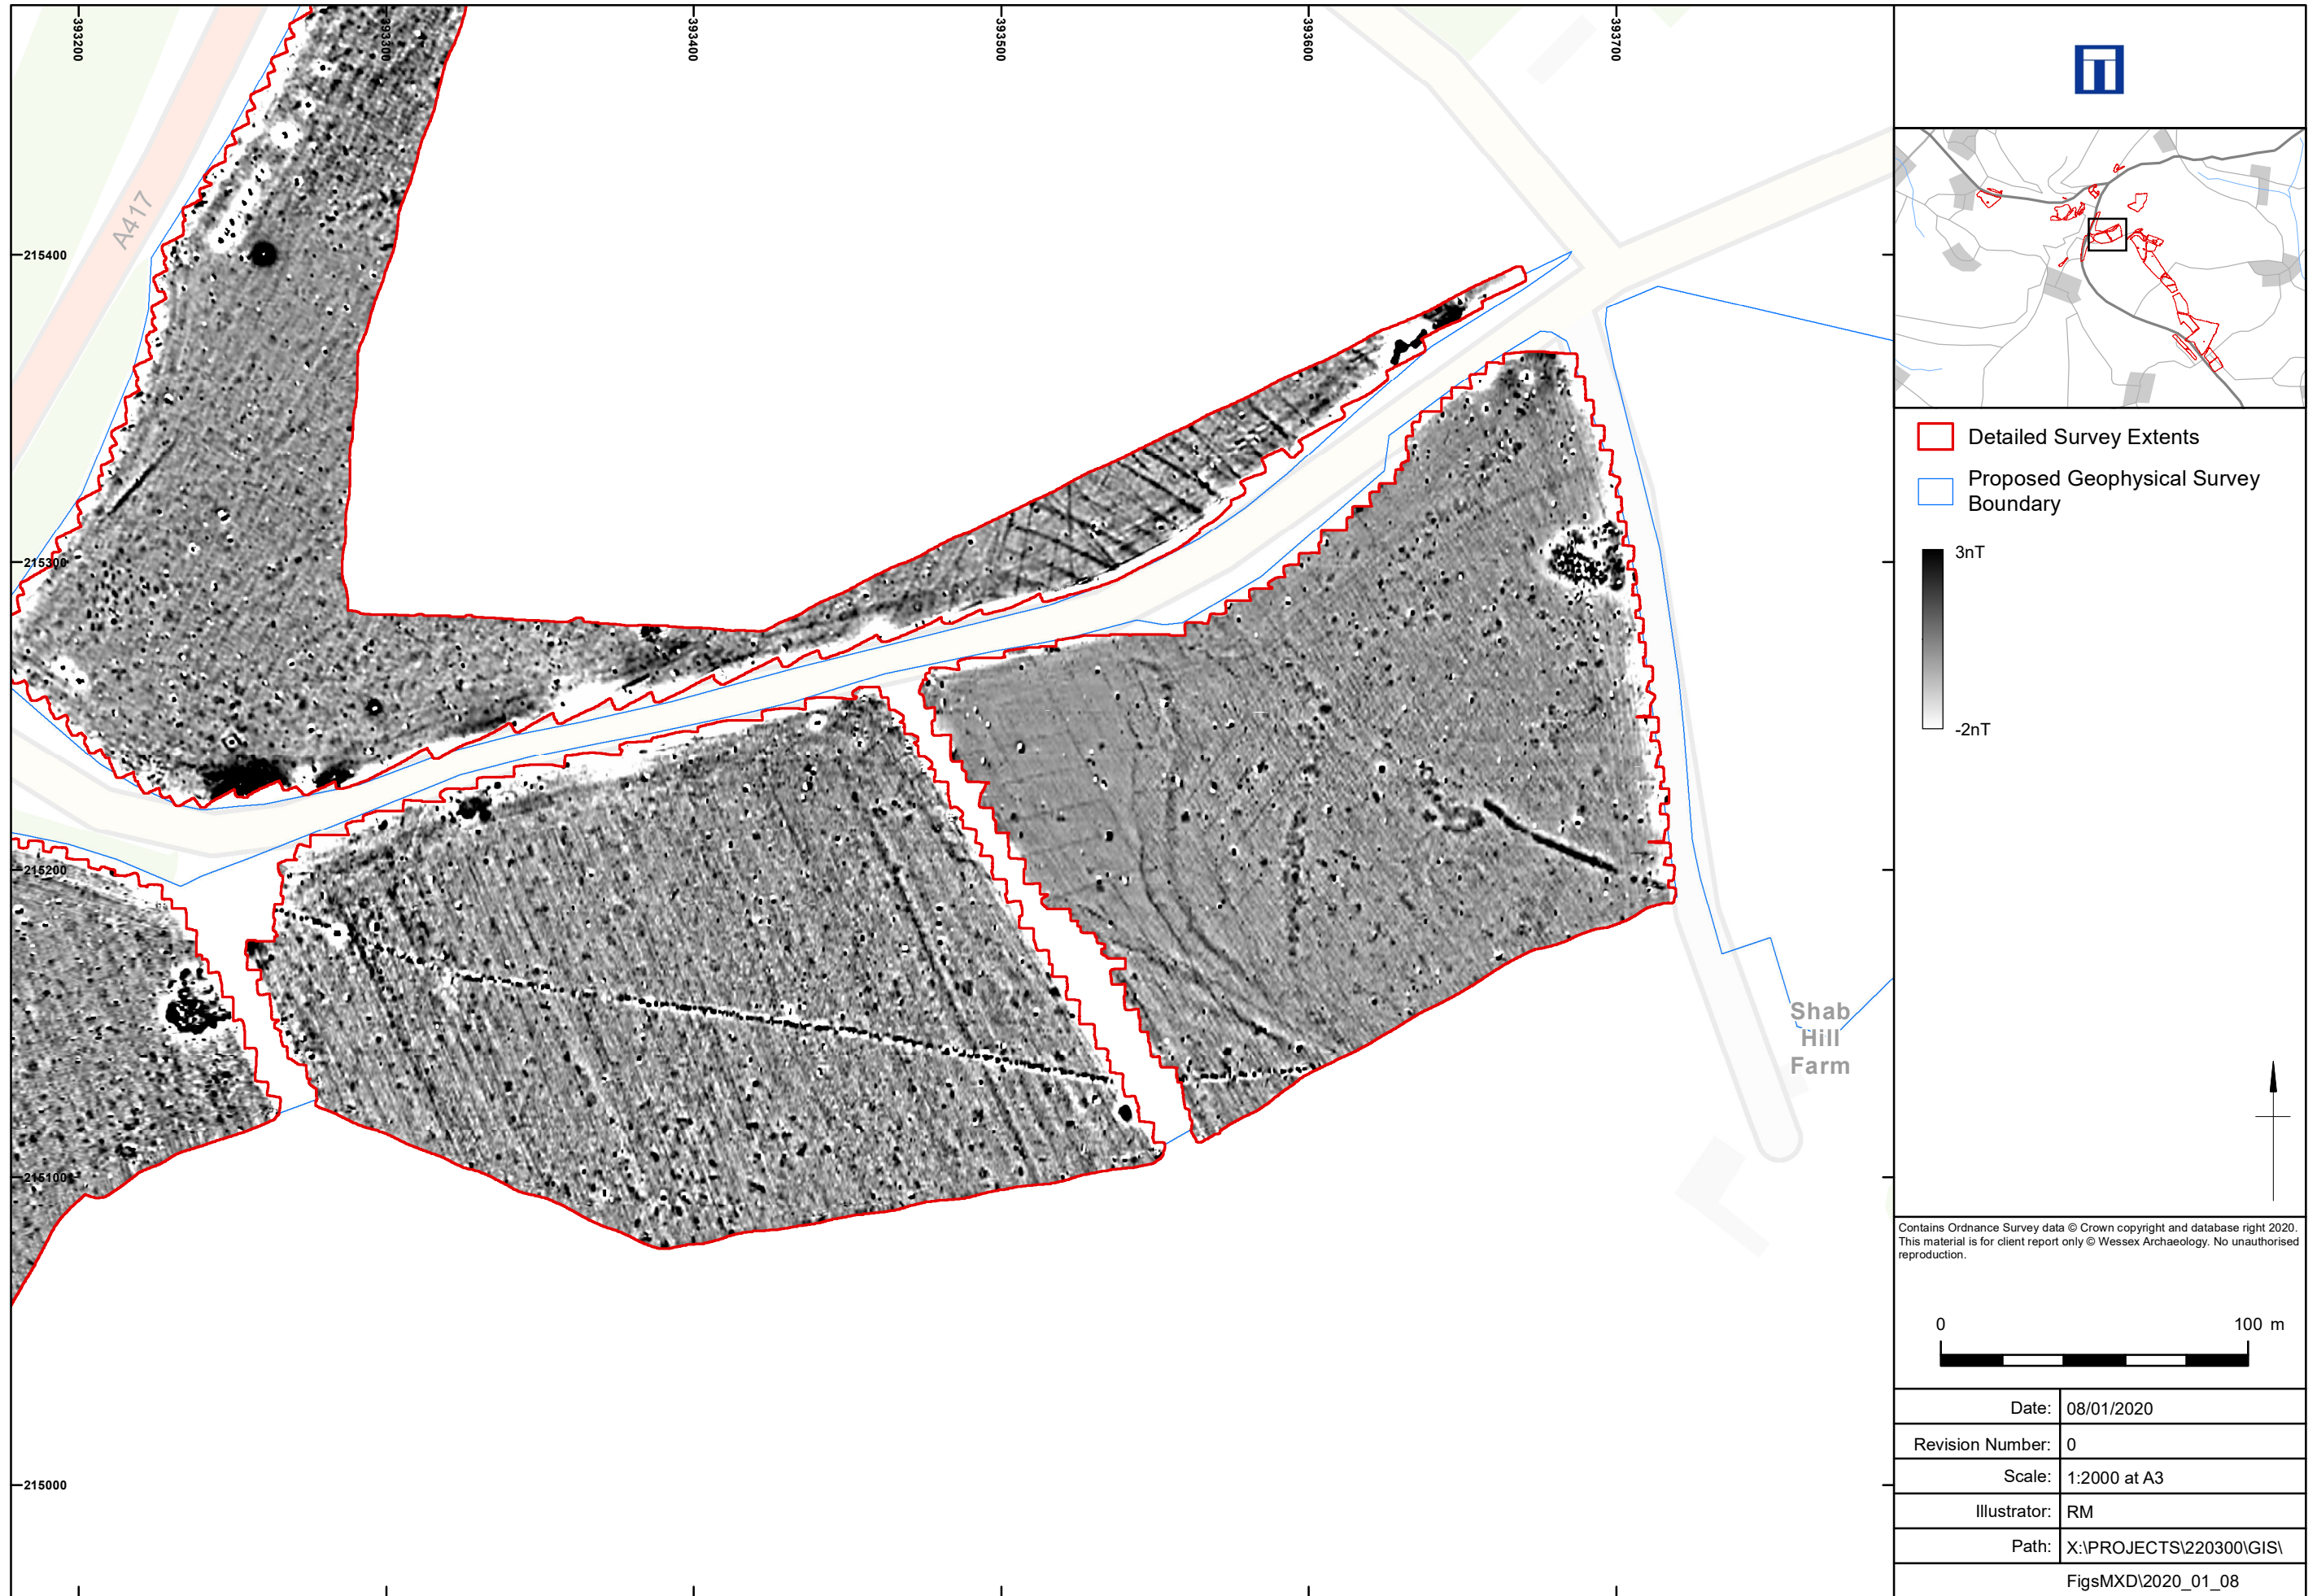 393200
393300
393400
393500
393600
393700
A417
215400
215300
215200
215100
215000
Shab
Hill
Farm
Detailed Survey Extents
Proposed Geophysical Survey
Boundary
3nT
-2nT
Contains Ordnance Survey data © Crown copyright and database right 2020.
This material is for client report only © Wessex Archaeology. No unauthorised
reproduction.
0 100 m
Date: 08/01/2020
Revision Number: 0
Scale: 1:2000 at A3
Illustrator: RM
Path: X:\PROJECTS\220300\GIS\
FigsMXD\2020_01_08